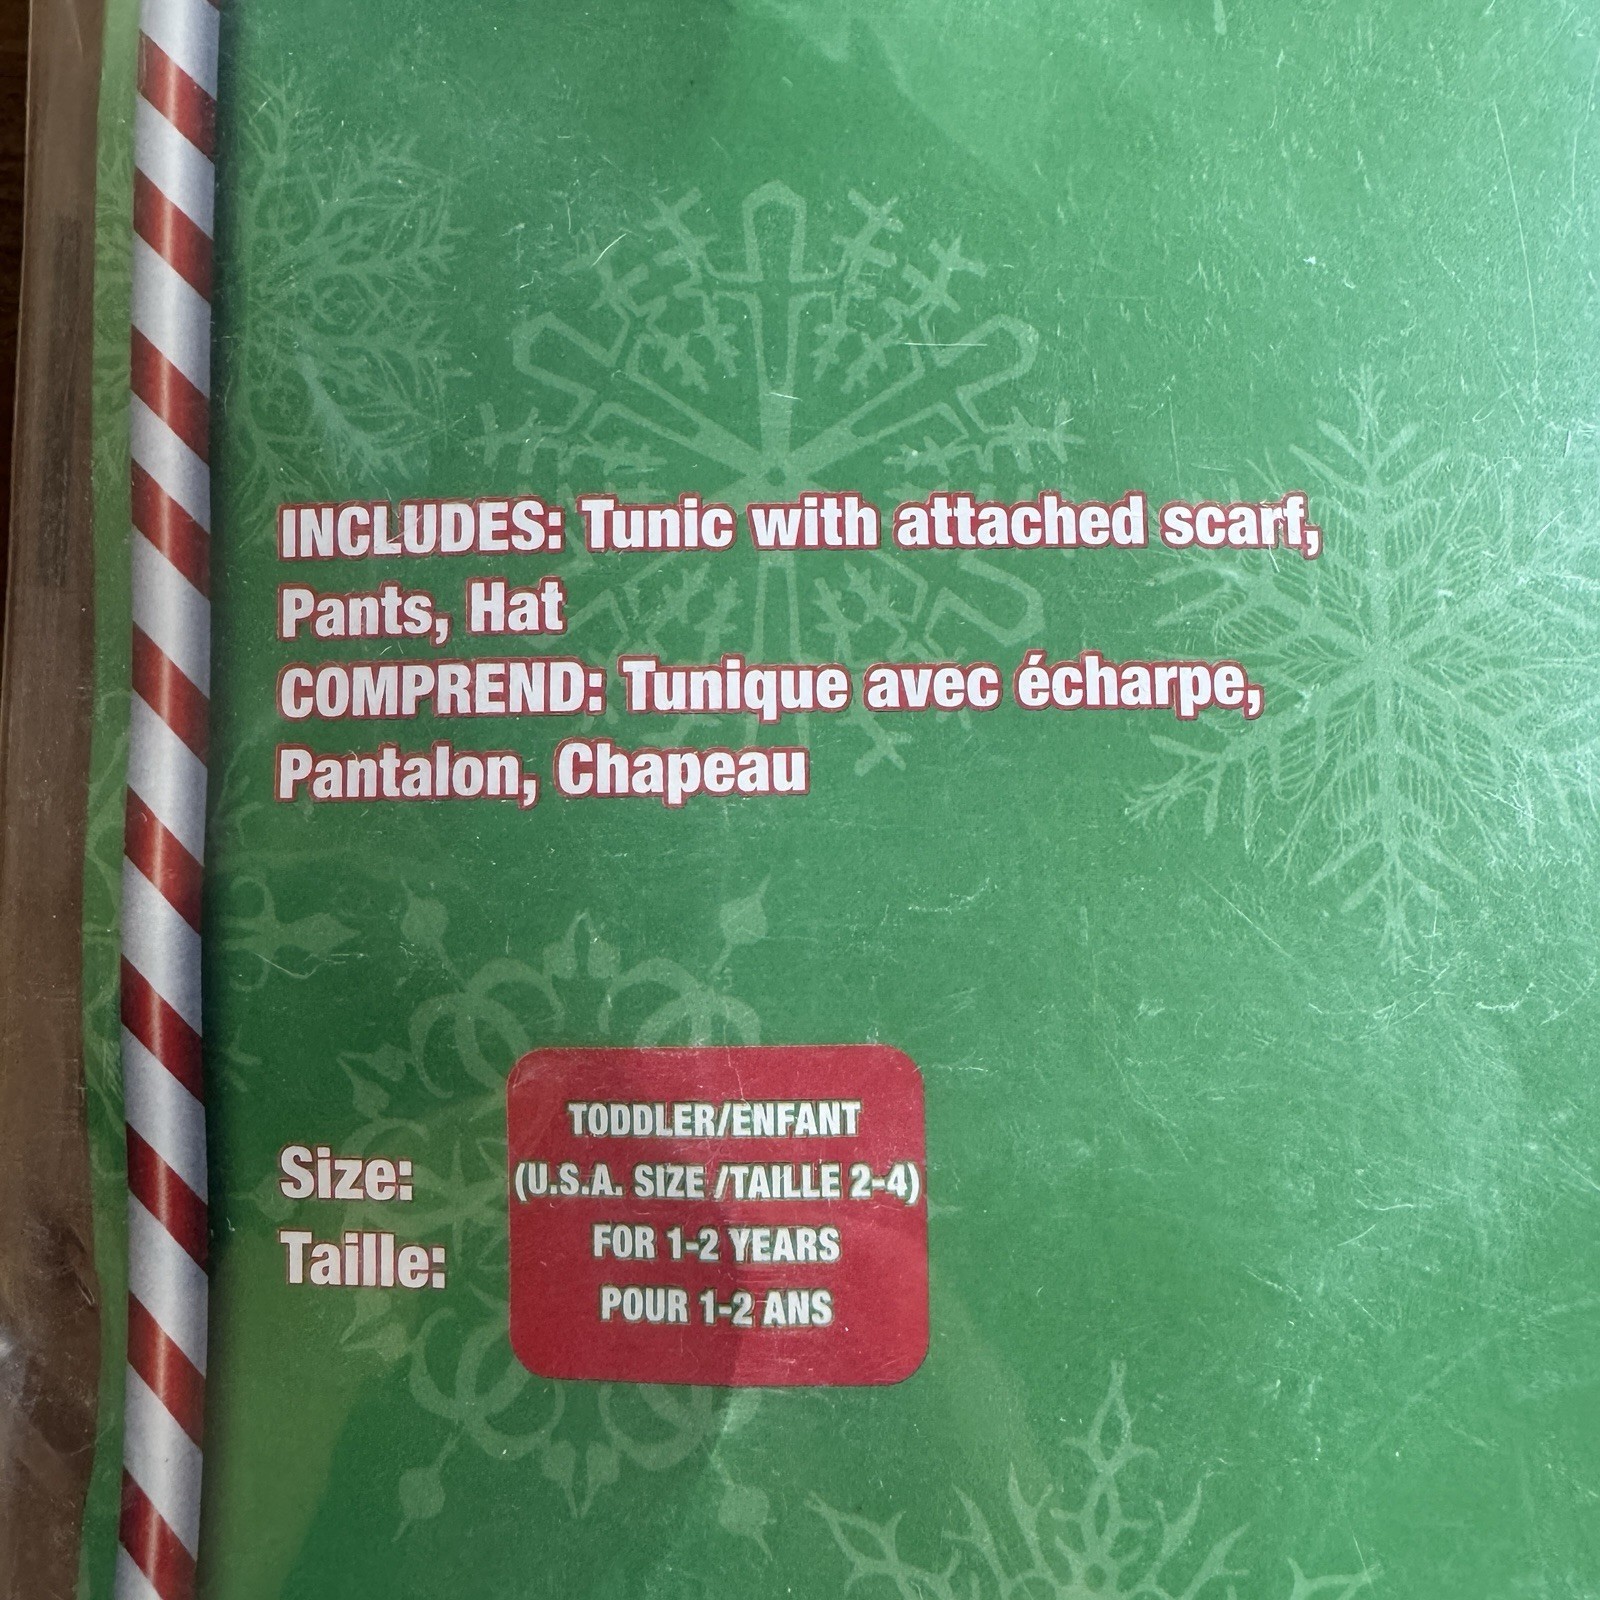 INCLUDES: Tunic with attached scarf,
Pants, Hat
COMPREND: Tunique avec écharpe,
Pantalon, Chapeau
Size:
Taille:
TODDLER/ENFANT
(U.S.A. SIZE /TAILLE 2-4)
FOR 1-2 YEARS
POUR 1-2 ANS